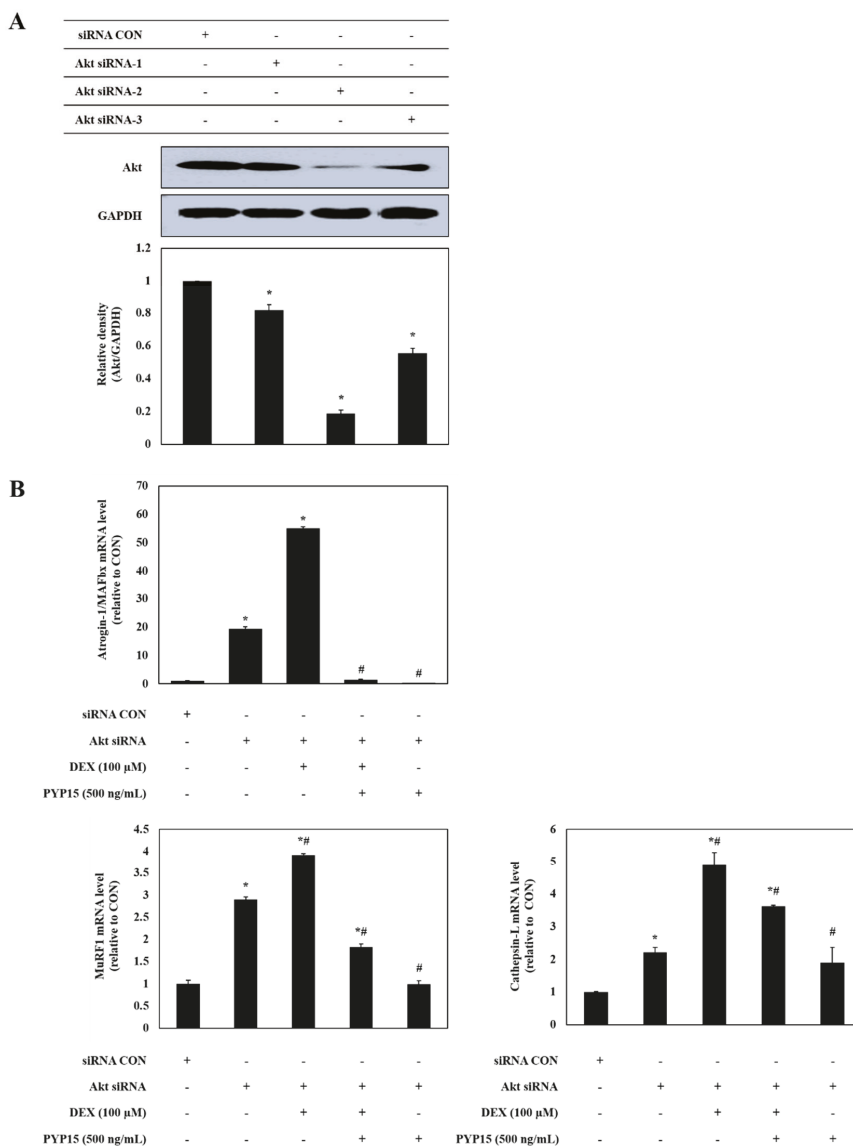 A
siRNA CON + - - -
Akt siRNA-1 - + - -
Akt siRNA-2 - - + -
Akt siRNA-3 - - - +
Akt
GAPDH
Relative density
(Akt/GAPDH)
1.2
1
0.8
0.6
0.4
0.2
0
* * *
B
Atrogin-1/MAFbx mRNA level
(relative to CON)
70
60
50
40
30
20
10
0
* * # #
siRNA CON + - - - -
Akt siRNA - + + + +
DEX (100 μM) - - + + -
PYP15 (500 ng/mL) - - - + +
MuRF1 mRNA level
(relative to CON)
4.5
4
3.5
3
2.5
2
1.5
1
0.5
0
* *# *# #
siRNA CON + - - - -
Akt siRNA - + + + +
DEX (100 μM) - - + + -
PYP15 (500 ng/mL) - - - + +
Cathepsin-L mRNA level
(relative to CON)
6
5
4
3
2
1
0
* *# *# #
siRNA CON + - - - -
Akt siRNA - + + + +
DEX (100 μM) - - + + -
PYP15 (500 ng/mL) - - - + +